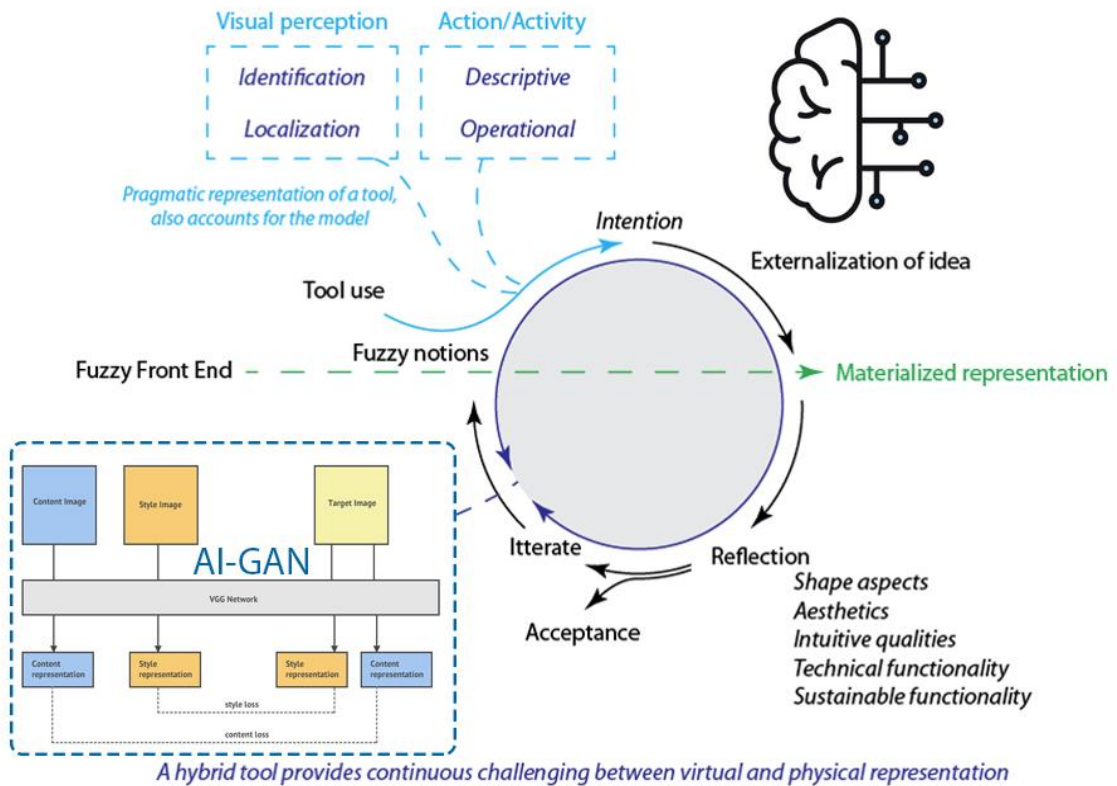 Visual perception
Action/Activity
Identification
Localization
Descriptive
Operational
Pragmatic representation of a tool,
also accounts for the model
Intention
Externalization of idea
Tool use
Fuzzy notions
Fuzzy Front End
Materialized representation
Content Image
Style Image
Target Image
AI-GAN
VGG Network
Content
representation
Style
representation
Style
representation
Content
representation
style loss
content loss
Itterate
Reflection
Acceptance
Shape aspects
Aesthetics
Intuitive qualities
Technical functionality
Sustainable functionality
A hybrid tool provides continuous challenging between virtual and physical representation